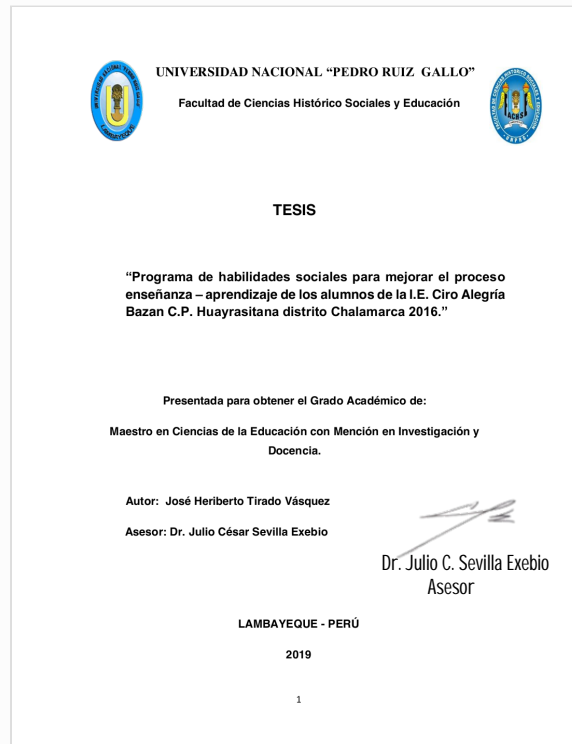 UNIVERSIDAD NACIONAL “PEDRO RUIZ GALLO”
Facultad de Ciencias Histórico Sociales y Educación
LAMBAYEQUE
FACHSE
TESIS
“Programa de habilidades sociales para mejorar el proceso
enseñanza – aprendizaje de los alumnos de la I.E. Ciro Alegría
Bazan C.P. Huayrasitana distrito Chalamarca 2016.”
Presentada para obtener el Grado Académico de:
Maestro en Ciencias de la Educación con Mención en Investigación y
Docencia.
Autor: José Heriberto Tirado Vásquez
Asesor: Dr. Julio César Sevilla Exebio
Dr. Julio C. Sevilla Exebio
Asesor
LAMBAYEQUE - PERÚ
2019
1